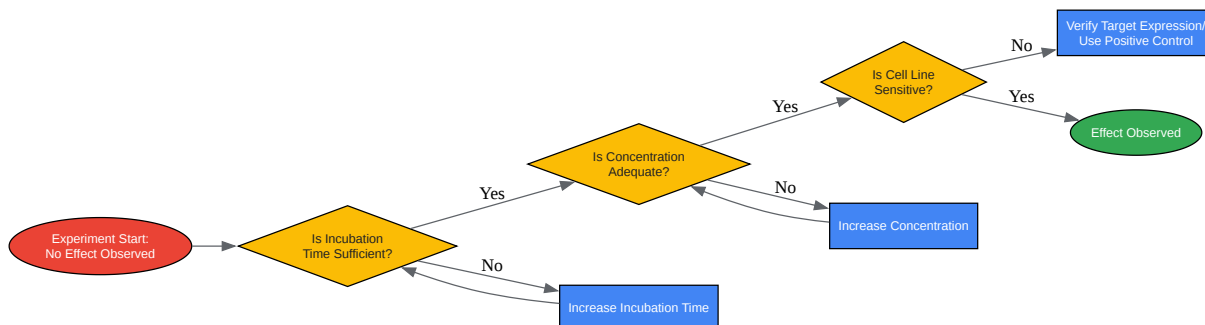 Experiment Start:
No Effect Observed
Is Incubation
Time Sufficient?
Yes
No
Increase Incubation Time
Is Concentration
Adequate?
Yes
No
Increase Concentration
Is Cell Line
Sensitive?
No
Yes
Verify Target Expression/
Use Positive Control
Effect Observed